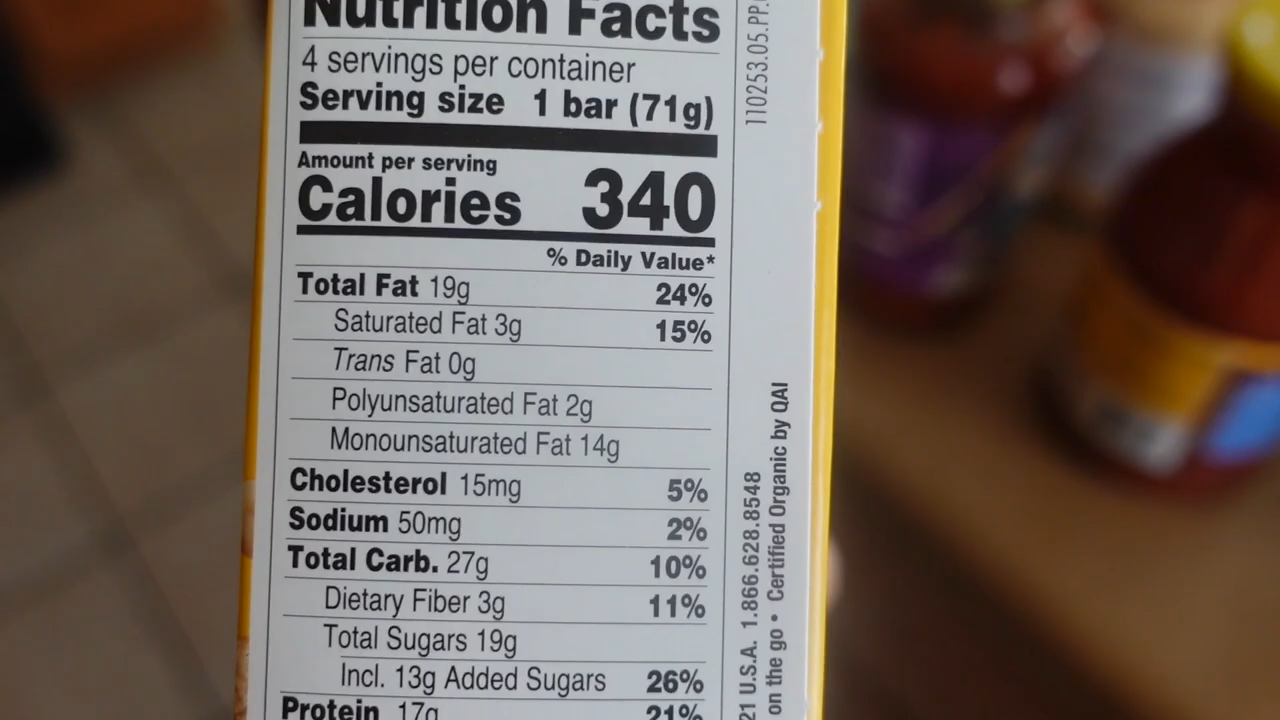 Nutrition Facts
4 servings per container
Serving size 1 bar (71g)
Amount per serving
Calories 340
% Daily Value*
Total Fat 19g 24%
Saturated Fat 3g 15%
Trans Fat 0g
Polyunsaturated Fat 2g
Monounsaturated Fat 14g
Cholesterol 15mg 5%
Sodium 50mg 2%
Total Carb. 27g 10%
Dietary Fiber 3g 11%
Total Sugars 19g
Incl. 13g Added Sugars 26%
Protein 17g 21%
110253.05.PP.
21 U.S.A. 1.866.628.8548
on the go • Certified Organic by QAI